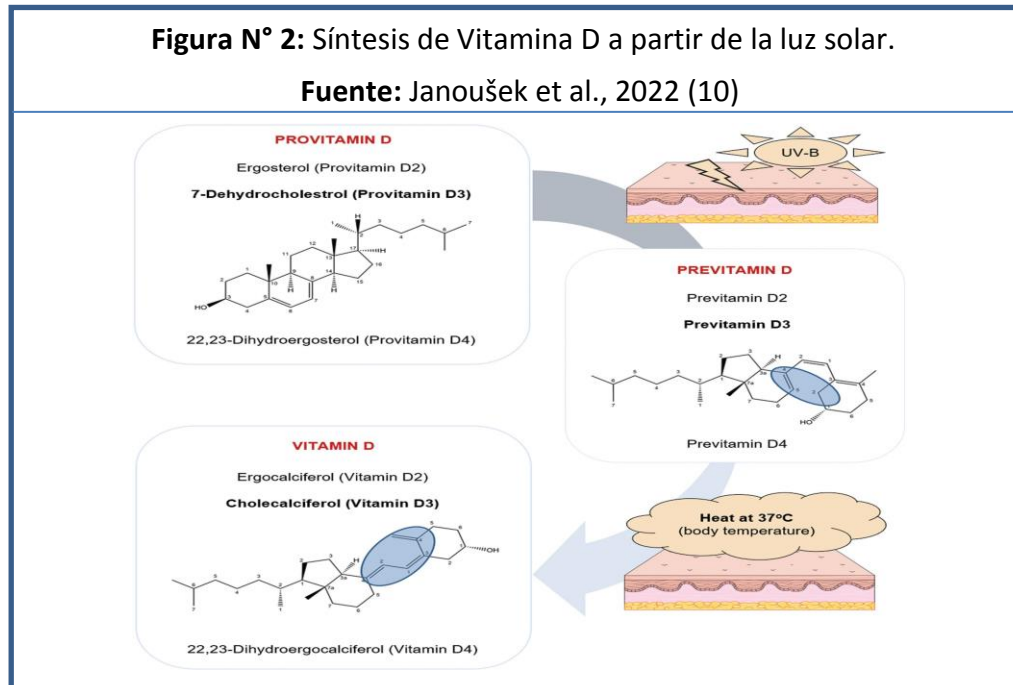 Figura N° 2: Síntesis de Vitamina D a partir de la luz solar.
Fuente: Janoušek et al., 2022 (10)
PROVITAMIN D
Ergosterol (Provitamin D2)
7-Dehydrocholestrol (Provitamin D3)
HO
H
H
H
H
22,23-Dihydroergosterol (Provitamin D4)
UV-B
PREVITAMIN D
Previtamin D2
Previtamin D3
H
HO
Previtamin D4
VITAMIN D
Ergocalciferol (Vitamin D2)
Cholecalciferol (Vitamin D3)
H
OH
22,23-Dihydroergocalciferol (Vitamin D4)
Heat at 37°C
(body temperature)